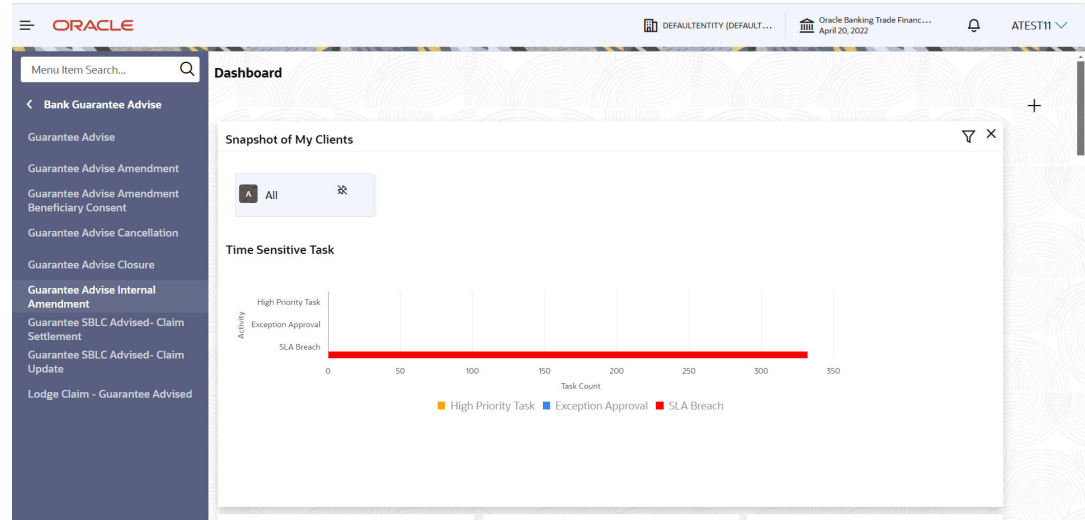 ORACLE
DEFAULTENTITY (DEFAULT...
Oracle Banking Trade Financ...
April 20, 2022
ATEST11
Menu Item Search...
Bank Guarantee Advise
Guarantee Advise
Guarantee Advise Amendment
Guarantee Advise Amendment
Beneficiary Consent
Guarantee Advise Cancellation
Guarantee Advise Closure
Guarantee Advise Internal
Amendment
Guarantee SBLC Advised- Claim
Settlement
Guarantee SBLC Advised- Claim
Update
Lodge Claim - Guarantee Advised
Dashboard
Snapshot of My Clients
A All
Time Sensitive Task
Activity
High Priority Task
Exception Approval
SLA Breach
0 50 100 150 200 250 300 350
Task Count
High Priority Task Exception Approval SLA Breach